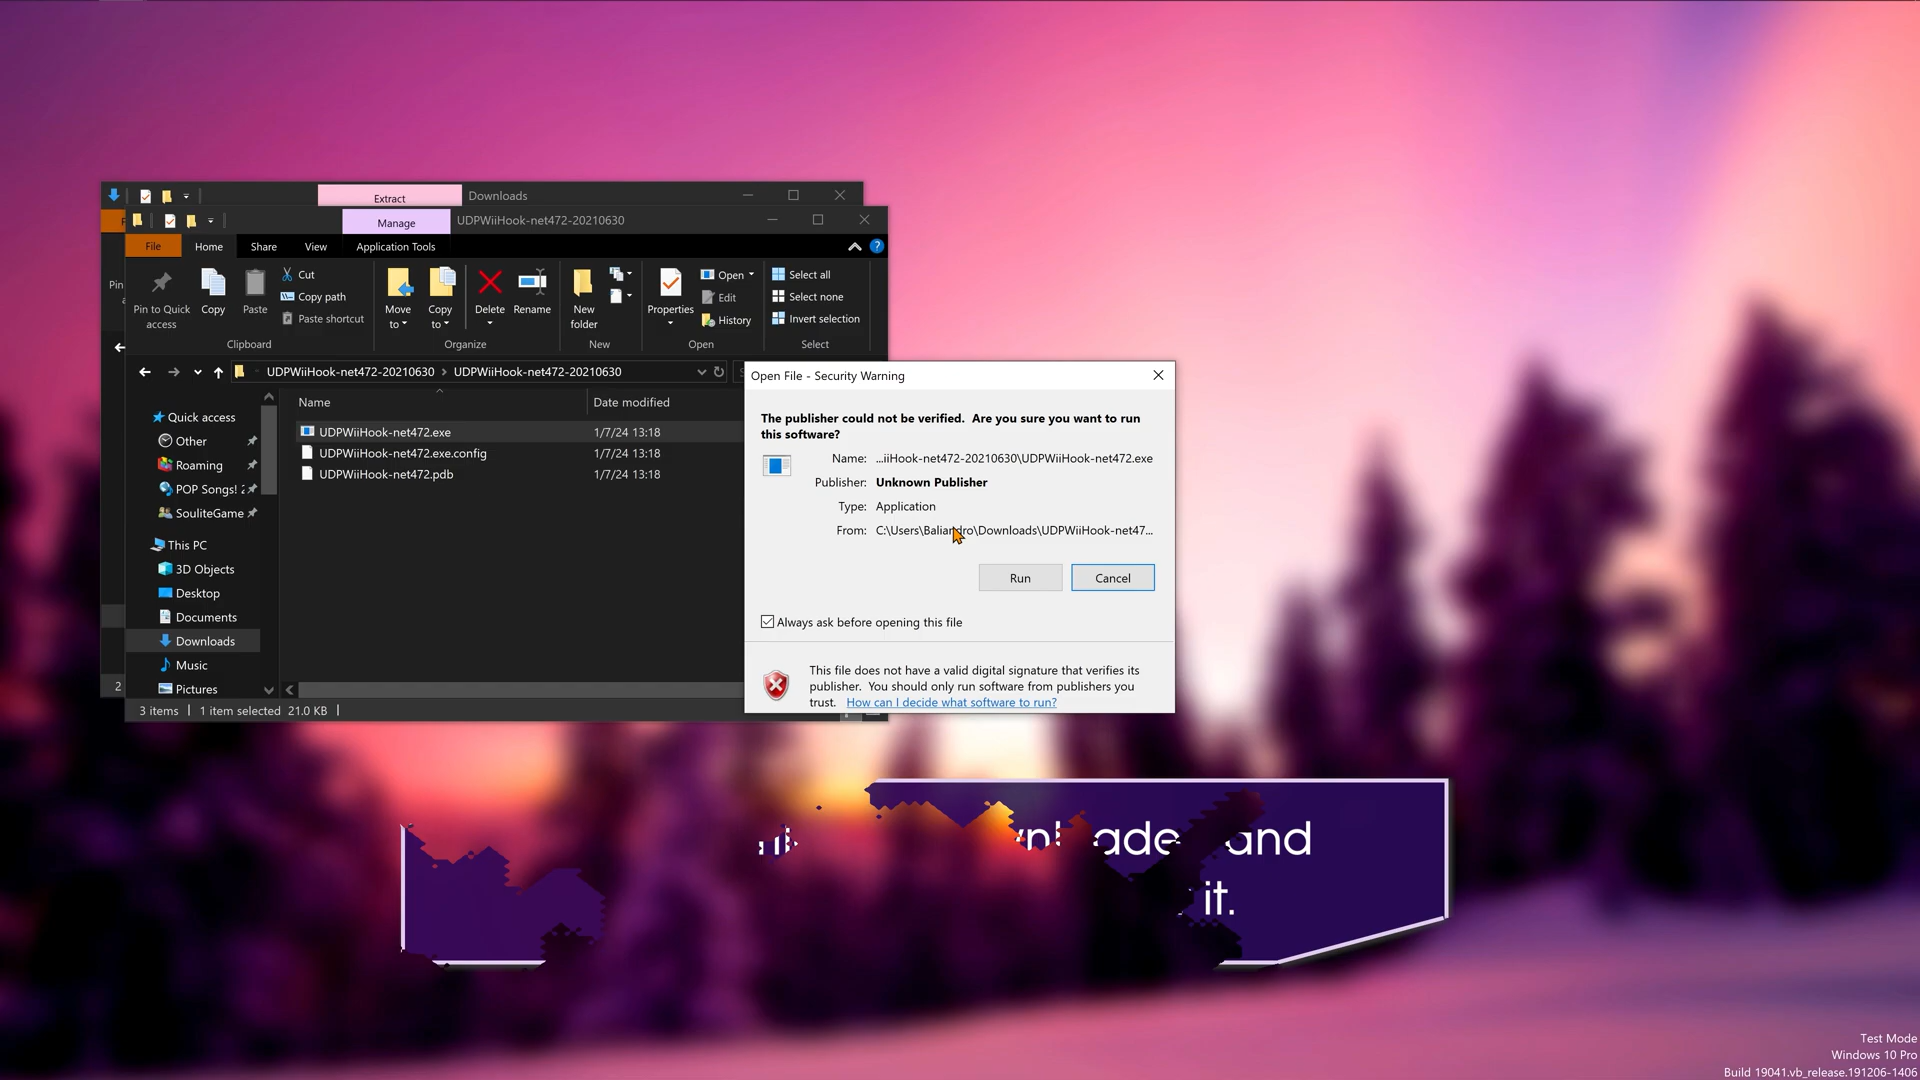 Extract
Downloads
Manage
UDPWiiHook-net472-20210630
File
Home
Share
View
Application Tools
Pin
Pin to Quick access
Copy
Paste
Cut
Copy path
Paste shortcut
Clipboard
Move to
Copy to
Delete
Rename
Organize
New folder
New
Properties
Open
Edit
History
Open
Select all
Select none
Invert selection
Select
UDPWiiHook-net472-20210630 > UDPWiiHook-net472-20210630
Name
Date modified
Quick access
Other
Roaming
POP Songs!
SouliteGame
This PC
3D Objects
Desktop
Documents
Downloads
Music
Pictures
UDPWiiHook-net472.exe 1/7/24 13:18
UDPWiiHook-net472.exe.config 1/7/24 13:18
UDPWiiHook-net472.pdb 1/7/24 13:18
2
3 items 1 item selected 21.0 KB
Open File - Security Warning
The publisher could not be verified. Are you sure you want to run
this software?
Name: ...iiHook-net472-20210630\UDPWiiHook-net472.exe
Publisher: Unknown Publisher
Type: Application
From: C:\Users\Baliandro\Downloads\UDPWiiHook-net47...
Run
Cancel
Always ask before opening this file
This file does not have a valid digital signature that verifies its
publisher. You should only run software from publishers you
trust. How can I decide what software to run?
and
it.
Test Mode
Windows 10 Pro
Build 19041.vb_release.191206-1406